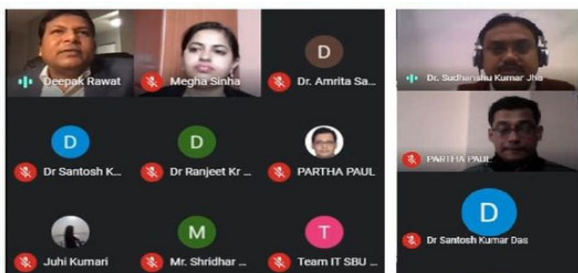 Deepak Rawat
Megha Sinha
D
Dr. Amrita Sa...
D
Dr Santosh K...
D
Dr Ranjeet Kr ...
PARTHA PAUL
Juhi Kumari
M
Mr. Shridhar ...
T
Team IT SBU ...
Dr. Sudhanshu Kumar Jha
PARTHA PAUL
D
Dr Santosh Kumar Das